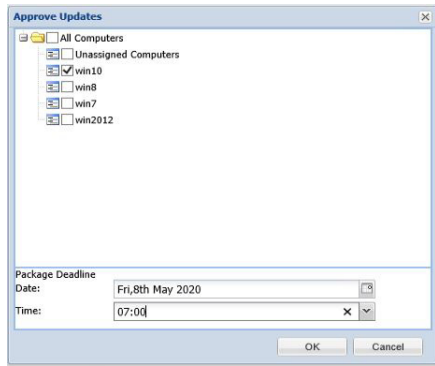 Approve Updates
All Computers
Unassigned Computers
win10
win8
win7
win2012
Package Deadline
Date: Fri,8th May 2020
Time: 07:00
OK Cancel